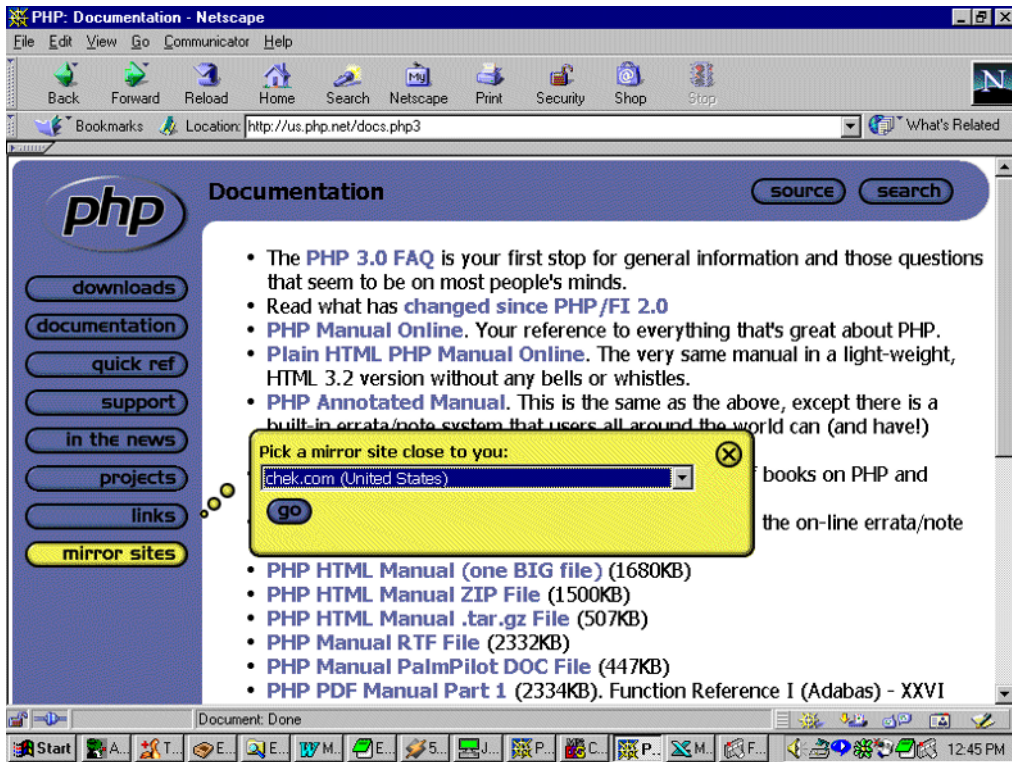 PHP: Documentation - Netscape
File Edit View Go Communicator Help
Back Forward Reload Home Search Netscape Print Security Shop Stop
My
N
Bookmarks Location: http://us.php.net/docs.php3 What's Related
php
Documentation
source search
downloads
documentation
quick ref
support
in the news
projects
links
mirror sites
• The PHP 3.0 FAQ is your first stop for general information and those questions
that seem to be on most people's minds.
• Read what has changed since PHP/FI 2.0
• PHP Manual Online. Your reference to everything that's great about PHP.
• Plain HTML PHP Manual Online. The very same manual in a light-weight,
HTML 3.2 version without any bells or whistles.
• PHP Annotated Manual. This is the same as the above, except there is a
built-in errata/note system that users all around the world can (and have!)
Pick a mirror site close to you:
chek.com (United States)
go
books on PHP and
the on-line errata/note
• PHP HTML Manual (one BIG file) (1680KB)
• PHP HTML Manual ZIP File (1500KB)
• PHP HTML Manual .tar.gz File (507KB)
• PHP Manual RTF File (2332KB)
• PHP Manual PalmPilot DOC File (447KB)
• PHP PDF Manual Part 1 (2334KB). Function Reference I (Adabas) - XXVI
Document: Done
Start A... T... E... E... M... E... 5... J... P... C... P... M... F... 12:45 PM